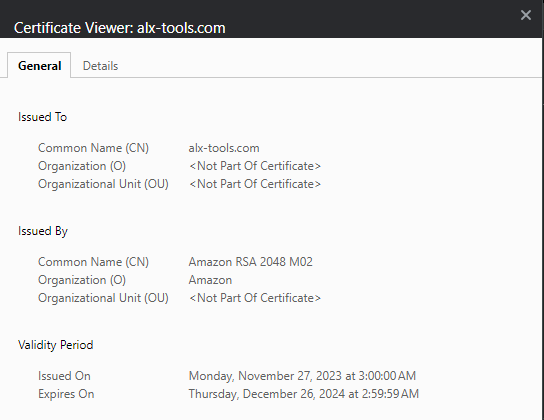 Certificate Viewer: alx-tools.com
General Details
Issued To
Common Name (CN) alx-tools.com
Organization (O) <Not Part Of Certificate>
Organizational Unit (OU) <Not Part Of Certificate>
Issued By
Common Name (CN) Amazon RSA 2048 M02
Organization (O) Amazon
Organizational Unit (OU) <Not Part Of Certificate>
Validity Period
Issued On Monday, November 27, 2023 at 3:00:00 AM
Expires On Thursday, December 26, 2024 at 2:59:59 AM